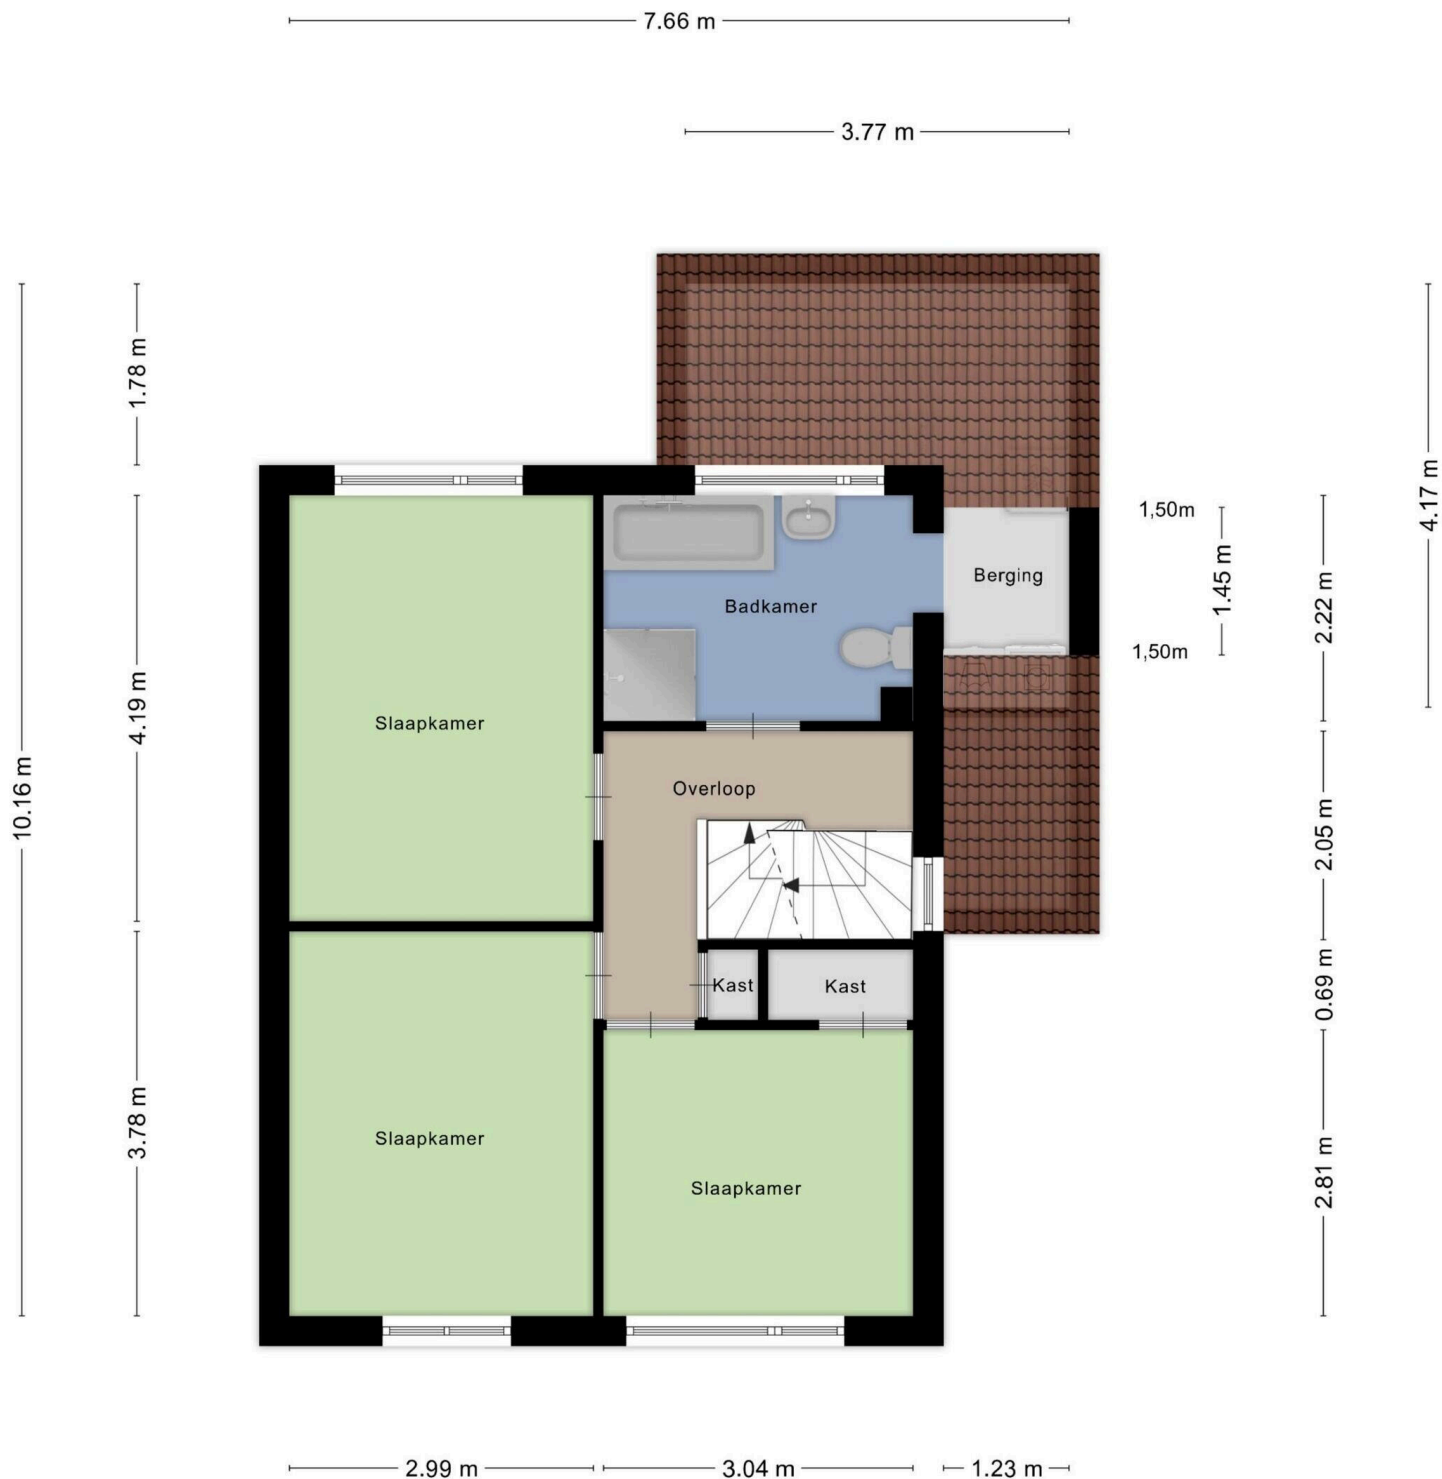 7.66 m
3.77 m
1.78 m
4.17 m
1,50m
Berging
1.45 m
2.22 m
Badkamer
1,50m
4.19 m
Slaapkamer
10.16 m
Overloop
2.05 m
Kast
Kast
0.69 m
3.78 m
Slaapkamer
2.81 m
Slaapkamer
2.99 m
3.04 m
1.23 m